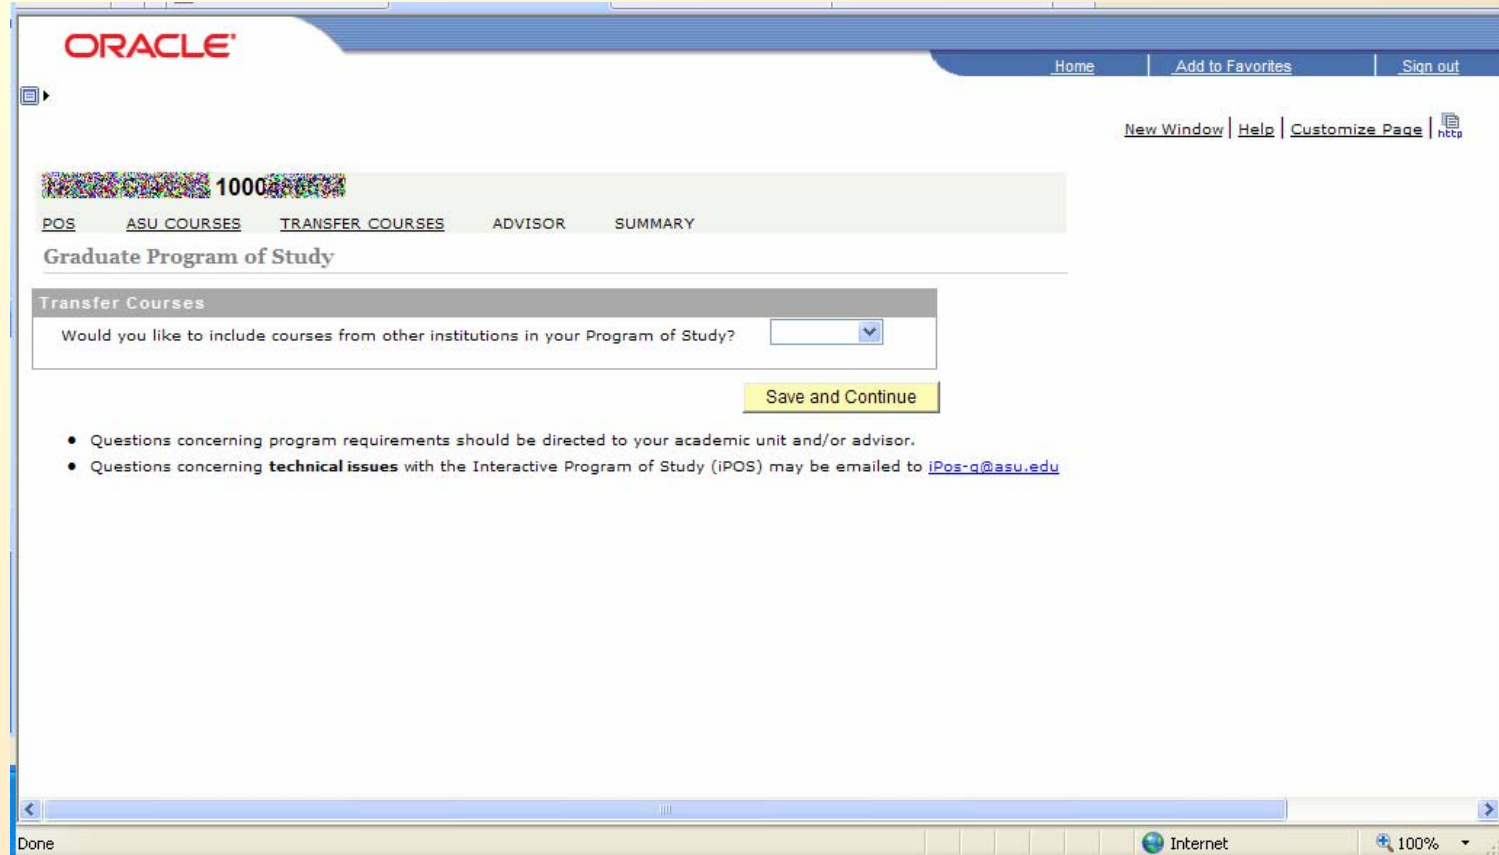 ORACLE
Home Add to Favorites Sign out
New Window Help Customize Page http
1000
POS ASU COURSES TRANSFER COURSES ADVISOR SUMMARY
Graduate Program of Study
Transfer Courses
Would you like to include courses from other institutions in your Program of Study?
Save and Continue
• Questions concerning program requirements should be directed to your academic unit and/or advisor.
• Questions concerning technical issues with the Interactive Program of Study (iPOS) may be emailed to iPos-q@asu.edu
Done Internet 100%